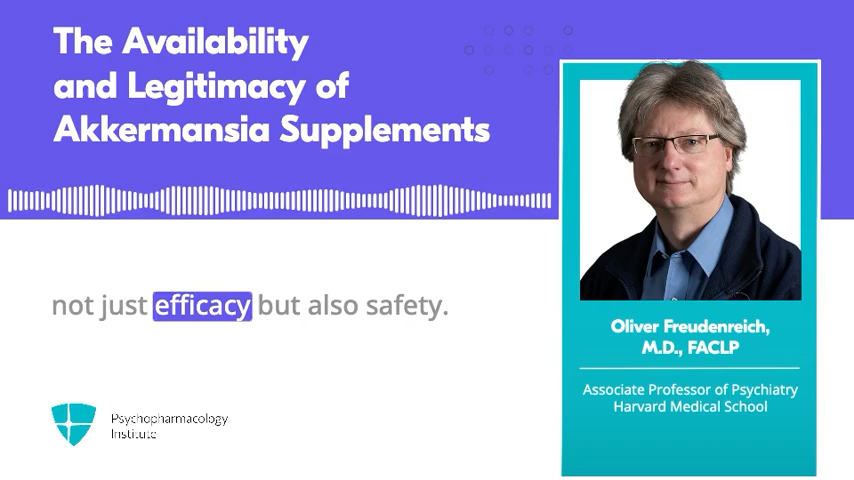 The Availability
and Legitimacy of
Akkermansia Supplements
not just efficacy but also safety.
Oliver Freudenreich,
M.D., FACLP
Associate Professor of Psychiatry
Harvard Medical School
Psychopharmacology
Institute